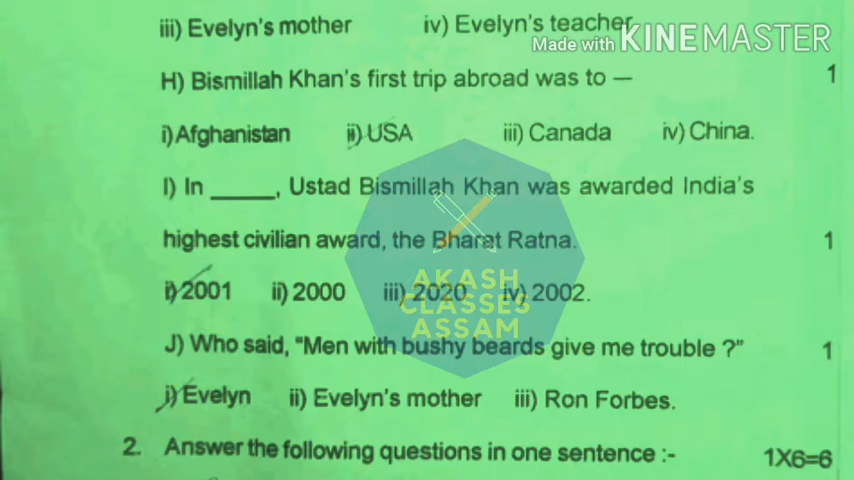 iii) Evelyn's mother iv) Evelyn's teacher
Made with KINEMASTER
H) Bismillah Khan's first trip abroad was to — 1
i) Afghanistan ii) USA iii) Canada iv) China.
I) In _____, Ustad Bismillah Khan was awarded India's
highest civilian award, the Bharat Ratna. 1
i) 2001 ii) 2000 iii) 2020 iv) 2002.
AKASH
CLASSES
ASSAM
J) Who said, "Men with bushy beards give me trouble ?" 1
i) Evelyn ii) Evelyn's mother iii) Ron Forbes.
2. Answer the following questions in one sentence :- 1X6=6